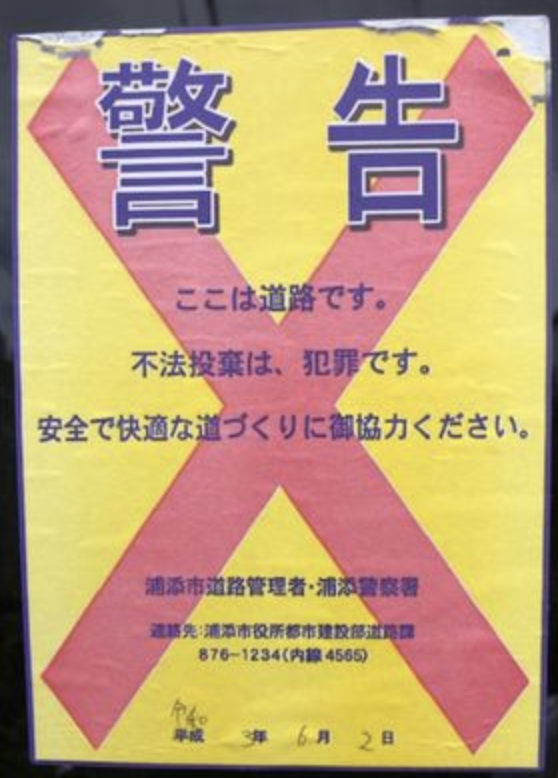 警告
ここは道路です。
不法投棄は、犯罪です。
安全で快適な道づくりに御協力ください。
浦添市道路管理者・浦添警察署
連絡先:浦添市役所都市建設部道路課
876-1234(内線4565)
令和
平成 3年 6月 2日